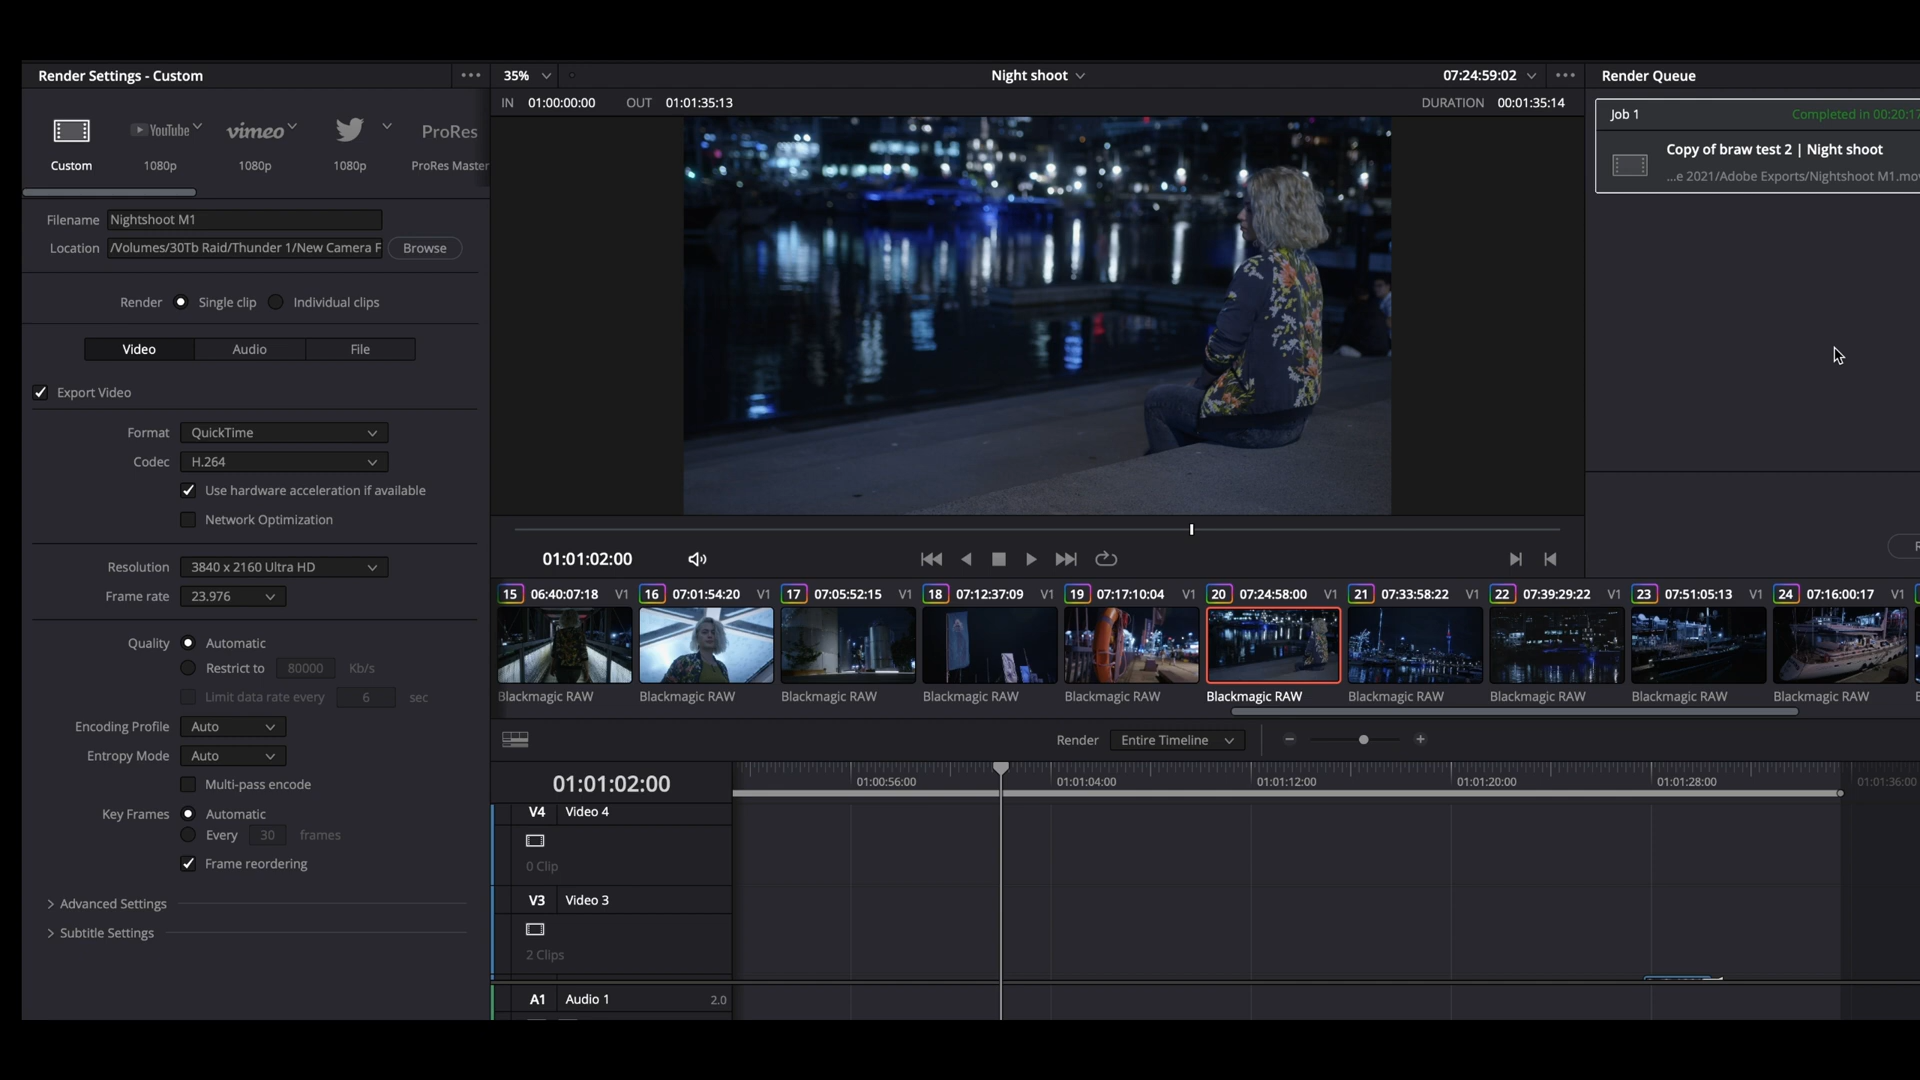 Render Settings - Custom
35%
Night shoot
07:24:59:02
Render Queue
IN 01:00:00:00 OUT 01:01:35:13
DURATION 00:01:35:14
Job 1
Completed in 00:20:17
Copy of braw test 2 | Night shoot
...e 2021/Adobe Exports/Nightshoot M1.mov
YouTube
vimeo
ProRes
Custom
1080p
1080p
1080p
ProRes Master
Filename Nightshoot M1
Location /Volumes/30Tb Raid/Thunder 1/New Camera F Browse
Render Single clip Individual clips
Video Audio File
Export Video
Format QuickTime
Codec H.264
Use hardware acceleration if available
Network Optimization
Resolution 3840 x 2160 Ultra HD
Frame rate 23.976
Quality Automatic
Restrict to 80000 Kb/s
Limit data rate every 6 sec
Encoding Profile Auto
Entropy Mode Auto
Multi-pass encode
Key Frames Automatic
Every 30 frames
Frame reordering
Advanced Settings
Subtitle Settings
01:01:02:00
15 06:40:07:18 V1
16 07:01:54:20 V1
17 07:05:52:15 V1
18 07:12:37:09 V1
19 07:17:10:04 V1
20 07:24:58:00 V1
21 07:33:58:22 V1
22 07:39:29:22 V1
23 07:51:05:13 V1
24 07:16:00:17 V1
Blackmagic RAW
Blackmagic RAW
Blackmagic RAW
Blackmagic RAW
Blackmagic RAW
Blackmagic RAW
Blackmagic RAW
Blackmagic RAW
Blackmagic RAW
Blackmagic RAW
Render Entire Timeline
01:01:02:00
01:00:56:00
01:01:04:00
01:01:12:00
01:01:20:00
01:01:28:00
01:01:36:00
V4 Video 4
0 Clip
V3 Video 3
2 Clips
A1 Audio 1 2.0